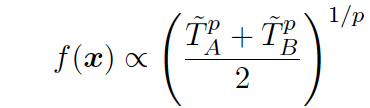 f(x) ∝ ( (T̃_A^p + T̃_B^p) / 2 )^{1/p}